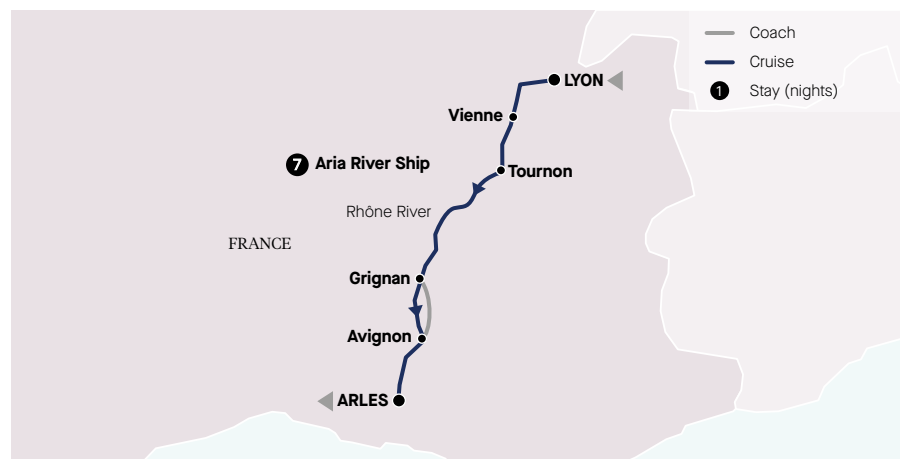 Coach
Cruise
1 Stay (nights)
LYON
Vienne
7 Aria River Ship
Tournon
Rhône River
FRANCE
Grignan
Avignon
ARLES